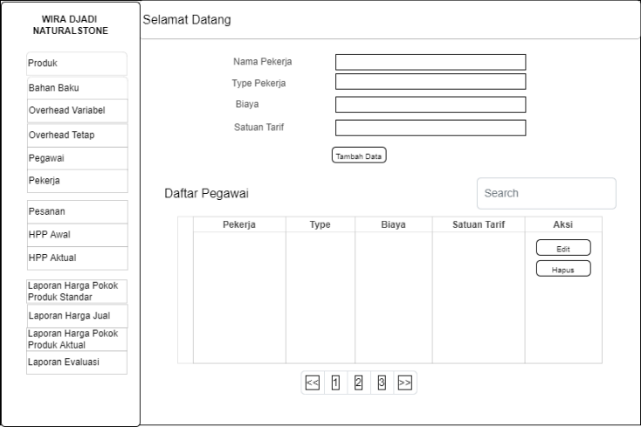 WIRA DJADI
NATURALSTONE
Selamat Datang
Produk
Bahan Baku
Overhead Variabel
Overhead Tetap
Pegawai
Pekerja
Pesanan
HPP Awal
HPP Aktual
Laporan Harga Pokok
Produk Standar
Laporan Harga Jual
Laporan Harga Pokok
Produk Aktual
Laporan Evaluasi
Nama Pekerja
Type Pekerja
Biaya
Satuan Tarif
Tambah Data
Daftar Pegawai
Search
Pekerja Type Biaya Satuan Tarif Aksi
Edit
Hapus
<< 1 2 3 >>